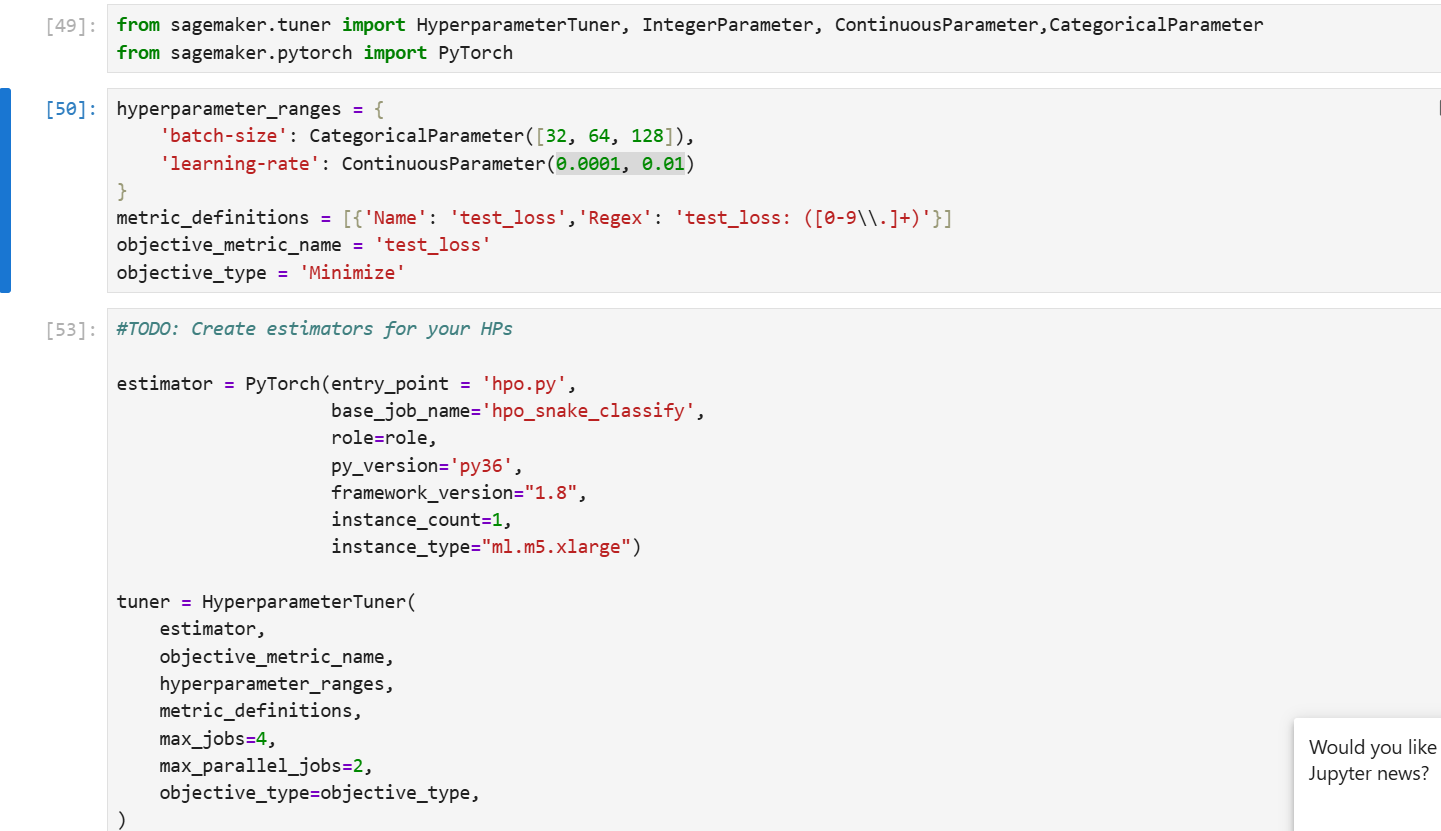 [49]: from sagemaker.tuner import HyperparameterTuner, IntegerParameter, ContinuousParameter,CategoricalParameter
from sagemaker.pytorch import PyTorch
[50]: hyperparameter_ranges = {
'batch-size': CategoricalParameter([32, 64, 128]),
'learning-rate': ContinuousParameter(0.0001, 0.01)
}
metric_definitions = [{'Name': 'test_loss','Regex': 'test_loss: ([0-9\\.]+)'}]
objective_metric_name = 'test_loss'
objective_type = 'Minimize'
[53]: #TODO: Create estimators for your HPs
estimator = PyTorch(entry_point = 'hpo.py',
base_job_name='hpo_snake_classify',
role=role,
py_version='py36',
framework_version="1.8",
instance_count=1,
instance_type="ml.m5.xlarge")
tuner = HyperparameterTuner(
estimator,
objective_metric_name,
hyperparameter_ranges,
metric_definitions,
max_jobs=4,
max_parallel_jobs=2,
objective_type=objective_type,
)
Would you like
Jupyter news?